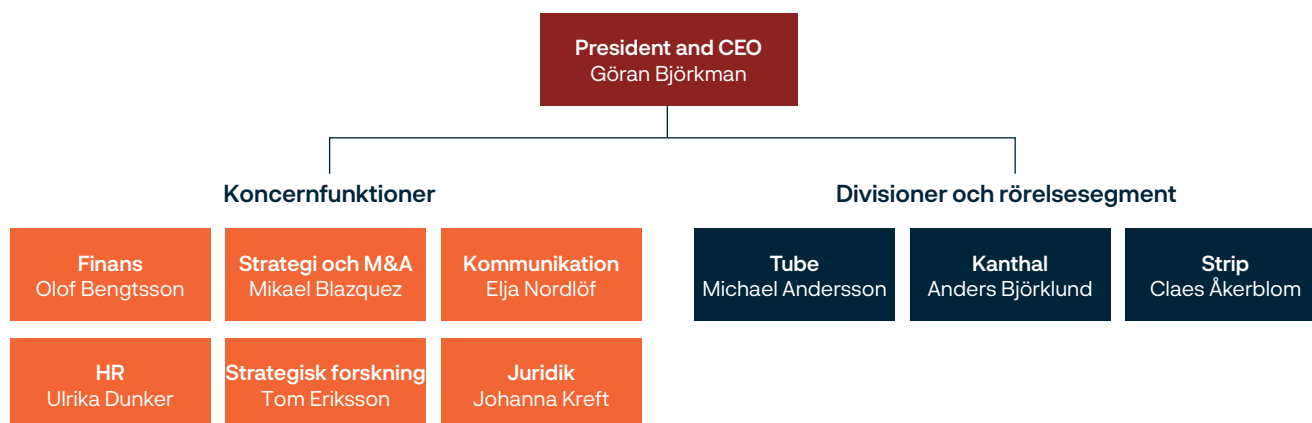 President and CEO
Göran Björkman
Koncernfunktioner
Divisioner och rörelsesegment
Finans
Olof Bengtsson
Strategi och M&A
Mikael Blazquez
Kommunikation
Elja Nordlöf
Tube
Michael Andersson
Kanthal
Anders Björklund
Strip
Claes Åkerblom
HR
Ulrika Dunker
Strategisk forskning
Tom Eriksson
Juridik
Johanna Kreft